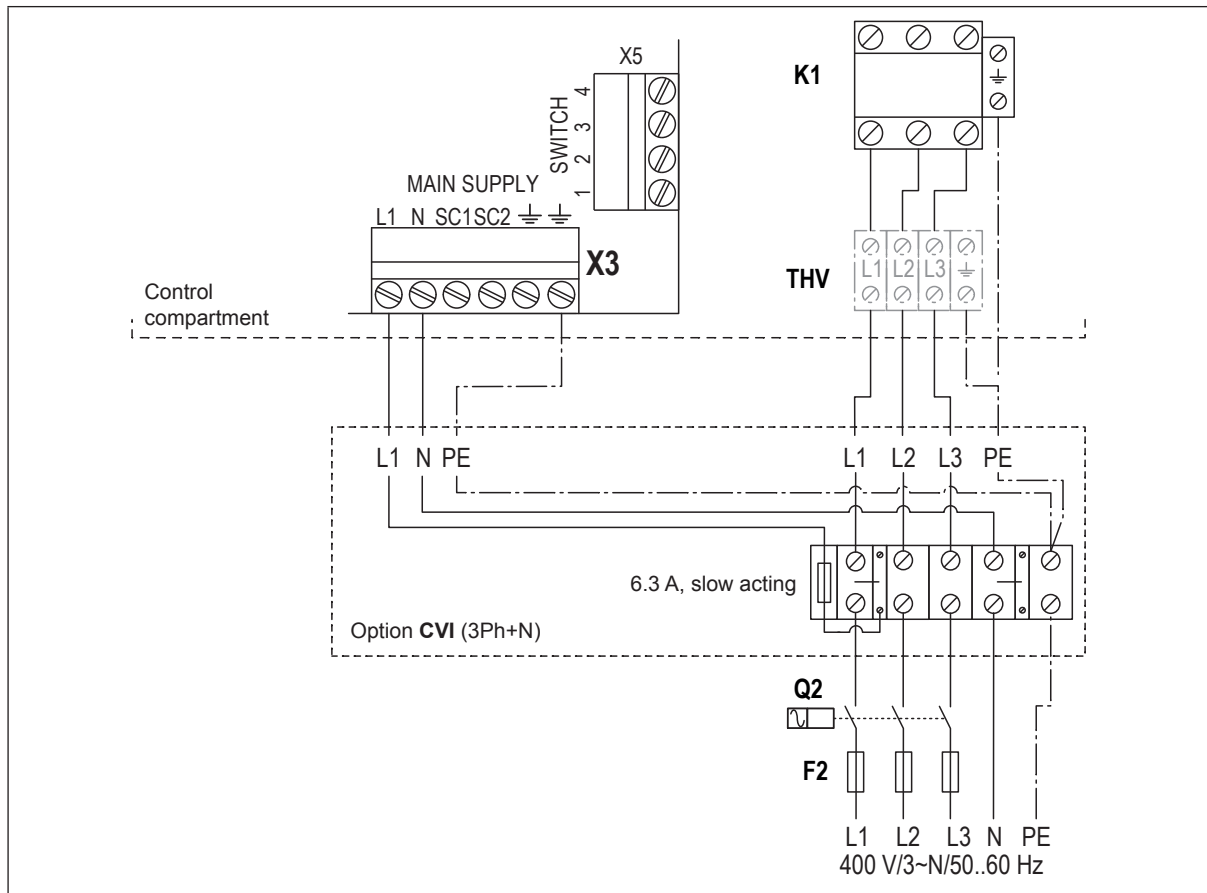 X5
4
3
2
1
SWITCH
MAIN SUPPLY
L1 N SC1 SC2
X3
K1
THV
L1 L2 L3
Control
compartment
L1 N PE
L1 L2 L3 PE
6.3 A, slow acting
Option CVI (3Ph+N)
Q2
F2
L1 L2 L3 N PE
400 V/3~N/50..60 Hz